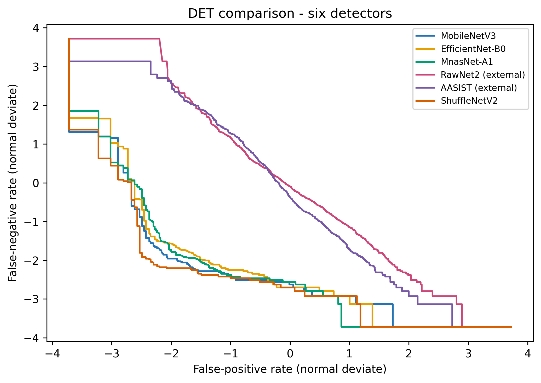 DET comparison - six detectors
MobileNetV3
EfficientNet-B0
MnasNet-A1
RawNet2 (external)
AASIST (external)
ShuffleNetV2
False-negative rate (normal deviate)
4
3
2
1
0
−1
−2
−3
−4
−4 −3 −2 −1 0 1 2 3 4
False-positive rate (normal deviate)